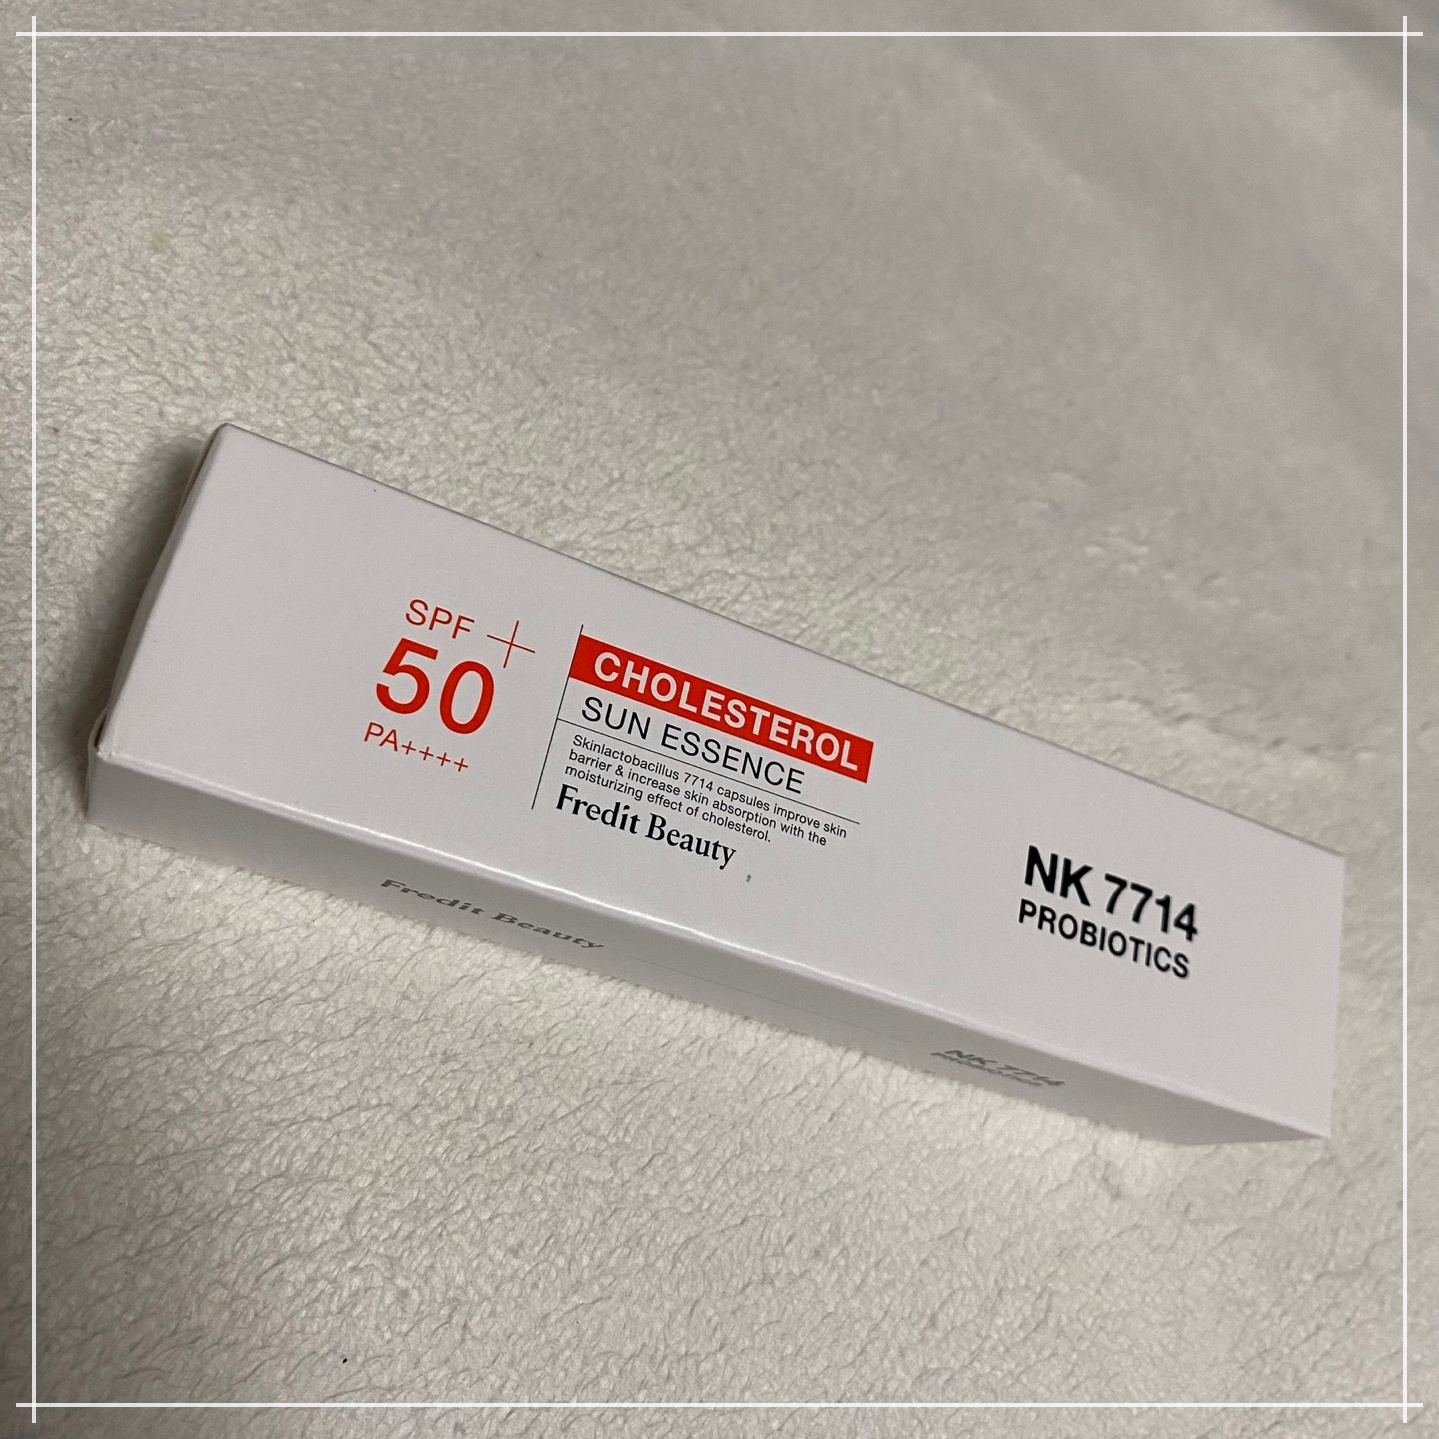 SPF +
50
PA++++
CHOLESTEROL
SUN ESSENCE
Skinlactobacillus 7714 capsules improve skin
barrier & increase skin absorption with the
moisturizing effect of cholesterol.
Fredit Beauty
NK 7714
PROBIOTICS
Fredit Beauty
NK 7714
PROBIOTICS